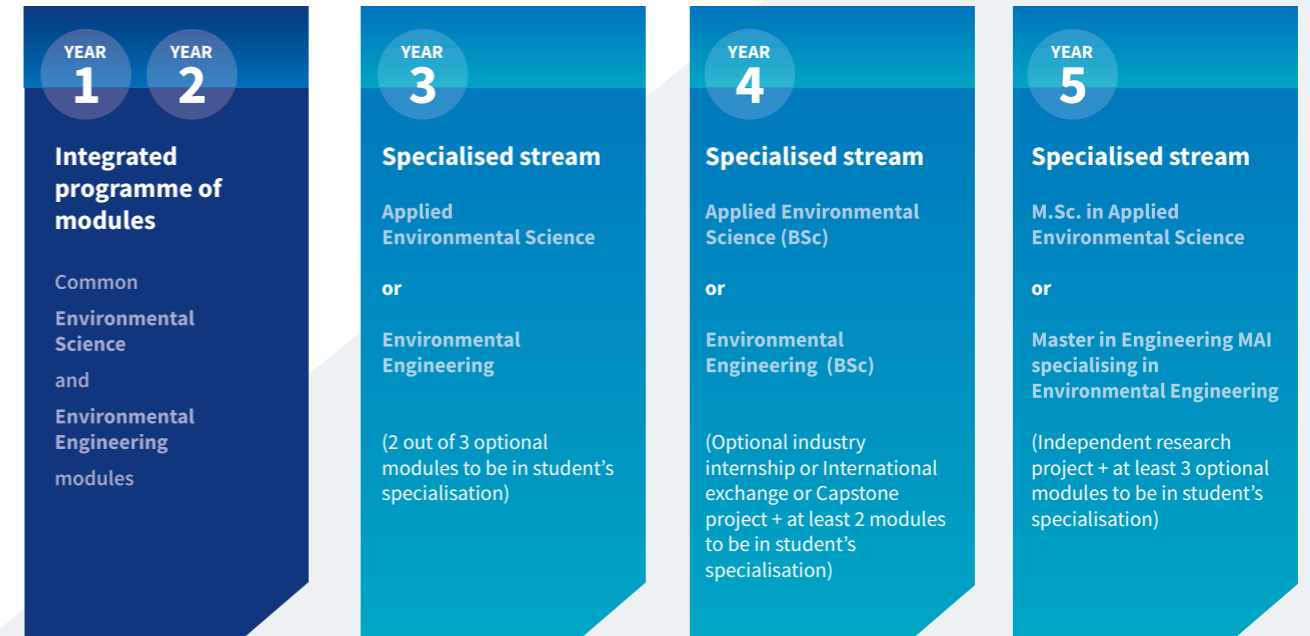 YEAR
1
YEAR
2
Integrated
programme of
modules
Common
Environmental
Science
and
Environmental
Engineering
modules
YEAR
3
Specialised stream
Applied
Environmental Science
or
Environmental
Engineering
(2 out of 3 optional
modules to be in student’s
specialisation)
YEAR
4
Specialised stream
Applied Environmental
Science (BSc)
or
Environmental
Engineering (BSc)
(Optional industry
internship or International
exchange or Capstone
project + at least 2 modules
to be in student’s
specialisation)
YEAR
5
Specialised stream
M.Sc. in Applied
Environmental Science
or
Master in Engineering MAI
specialising in
Environmental Engineering
(Independent research
project + at least 3 optional
modules to be in student’s
specialisation)